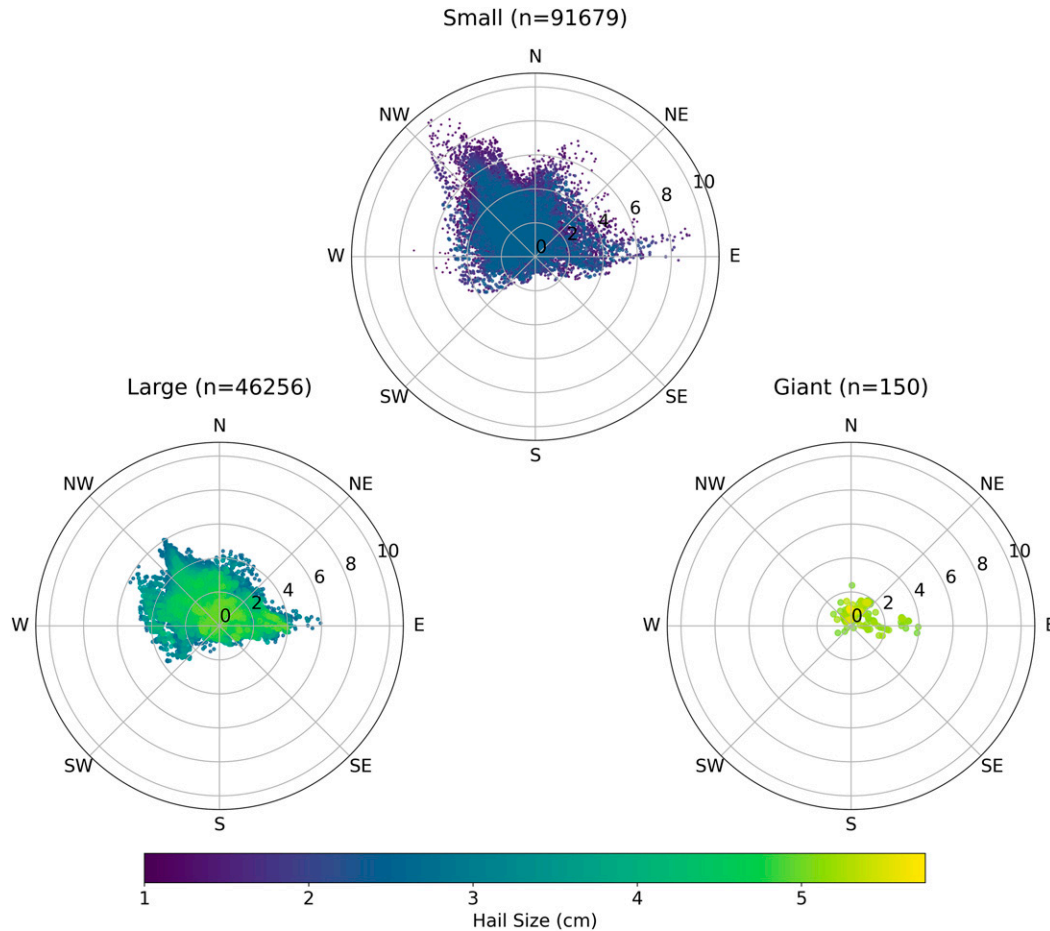 Small (n=91679)
N
NW
NE
10
8
6
4
2
0
W
E
SW
SE
S
Large (n=46256)
N
NW
NE
10
8
6
4
2
0
W
E
SW
SE
S
Giant (n=150)
N
NW
NE
10
8
6
4
2
0
W
E
SW
SE
S
1 2 3 4 5
Hail Size (cm)